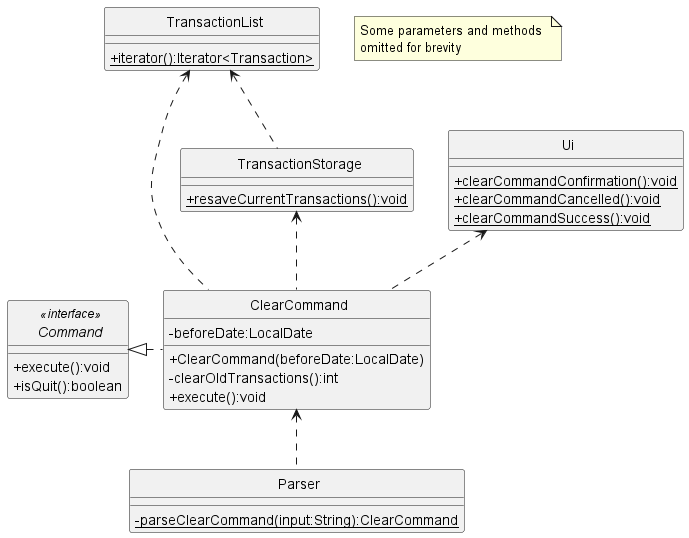 TransactionList
+iterator():Iterator<Transaction>
Some parameters and methods
omitted for brevity
TransactionStorage
+resaveCurrentTransactions():void
Ui
+clearCommandConfirmation():void
+clearCommandCancelled():void
+clearCommandSuccess():void
«interface»
Command
+execute():void
+isQuit():boolean
ClearCommand
-beforeDate:LocalDate
+ClearCommand(beforeDate:LocalDate)
-clearOldTransactions():int
+execute():void
Parser
-parseClearCommand(input:String):ClearCommand